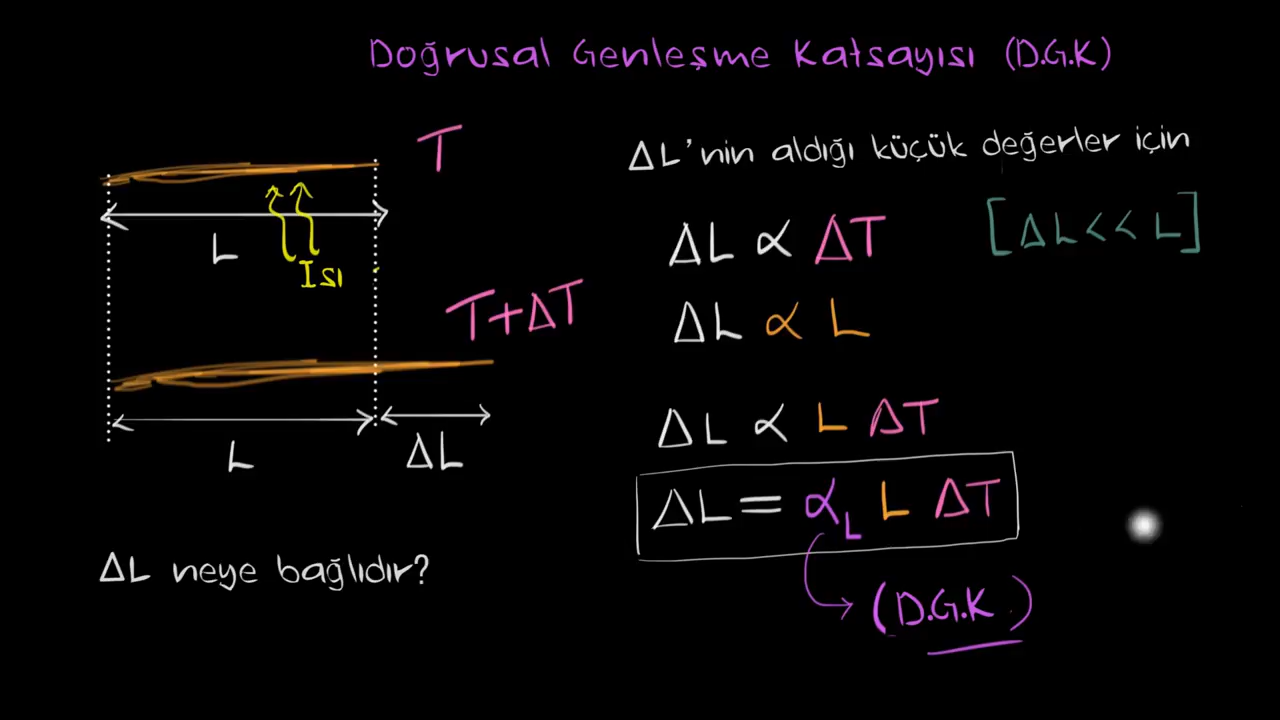 Doğrusal Genleşme Katsayısı (D.G.K)
T
L
Isı
T+ΔT
L
ΔL
ΔL neye bağlıdır?
ΔL'nin aldığı küçük değerler için
ΔL ∝ ΔT
[ΔL<< L]
ΔL ∝ L
ΔL ∝ L ΔT
ΔL = α_L L ΔT
(D.G.K)